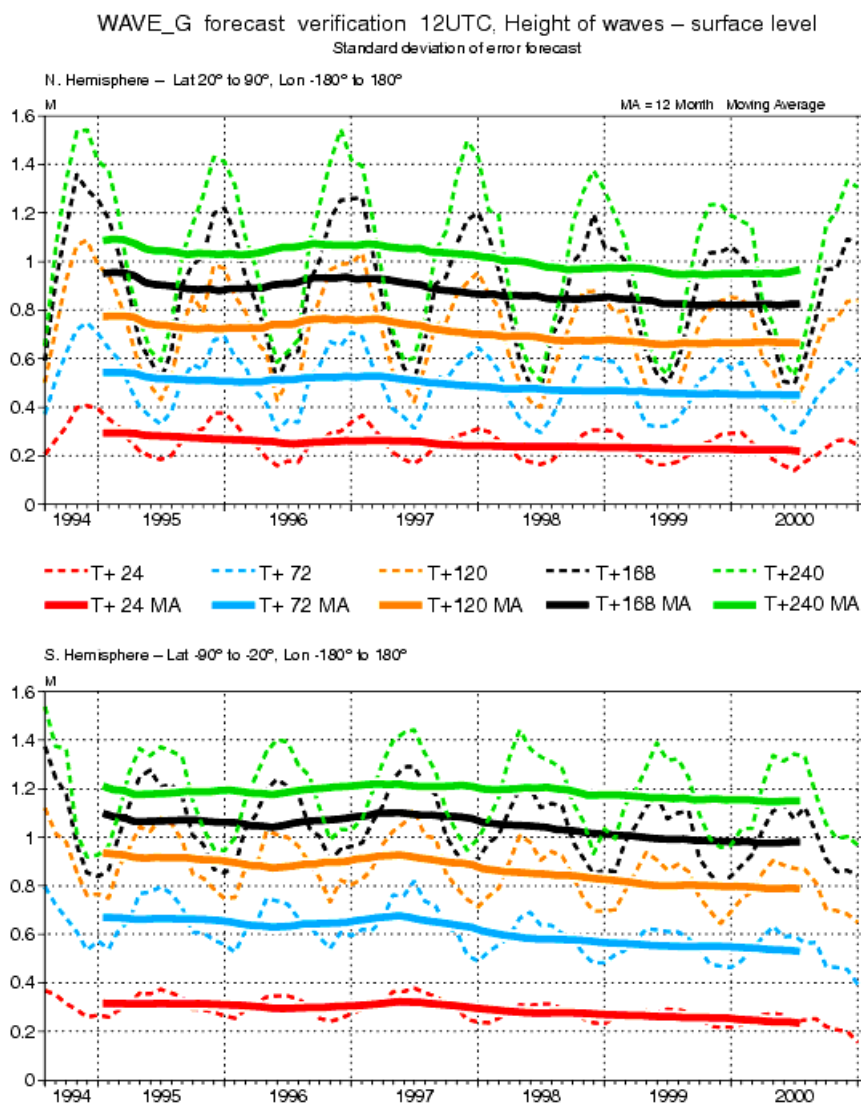 WAVE_G forecast verification 12UTC, Height of waves – surface level
Standard deviation of error forecast
N. Hemisphere – Lat 20° to 90°, Lon -180° to 180°
M
MA = 12 Month Moving Average
1.6
1.4
1.2
1
0.8
0.6
0.4
0.2
0
1994 1995 1996 1997 1998 1999 2000
T+ 24 T+ 72 T+120 T+168 T+240
T+ 24 MA T+ 72 MA T+120 MA T+168 MA T+240 MA
S. Hemisphere – Lat -90° to -20°, Lon -180° to 180°
M
1.6
1.4
1.2
1
0.8
0.6
0.4
0.2
0
1994 1995 1996 1997 1998 1999 2000